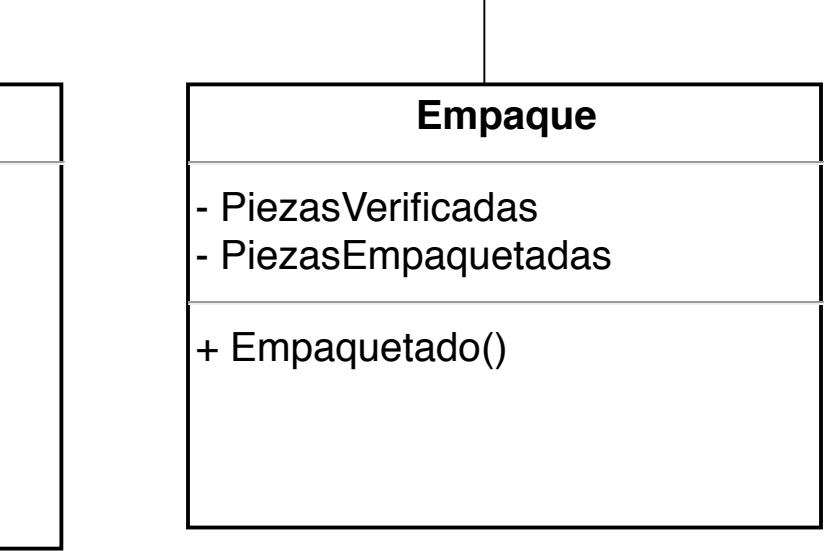 Empaque
- PiezasVerificadas
- PiezasEmpaquetadas
+ Empaquetado()